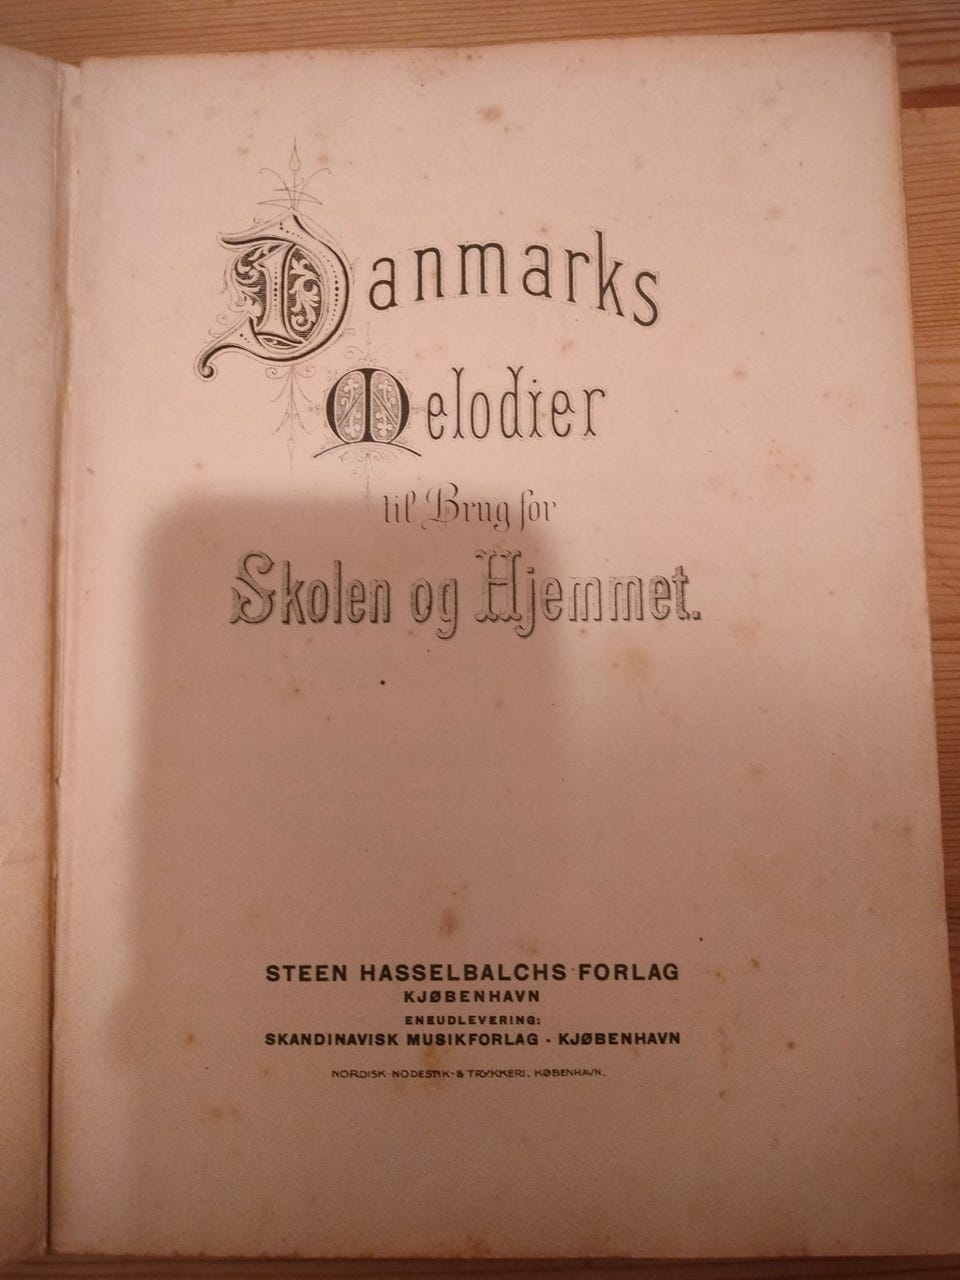 Danmarks
Melodier
til Brug for
Skolen og Hjemmet.
STEEN HASSELBALCHS FORLAG
KJØBENHAVN
ENEUDLEVERING:
SKANDINAVISK MUSIKFORLAG · KJØBENHAVN
NORDISK NODESTIK- & TRYKKERI, KØBENHAVN.